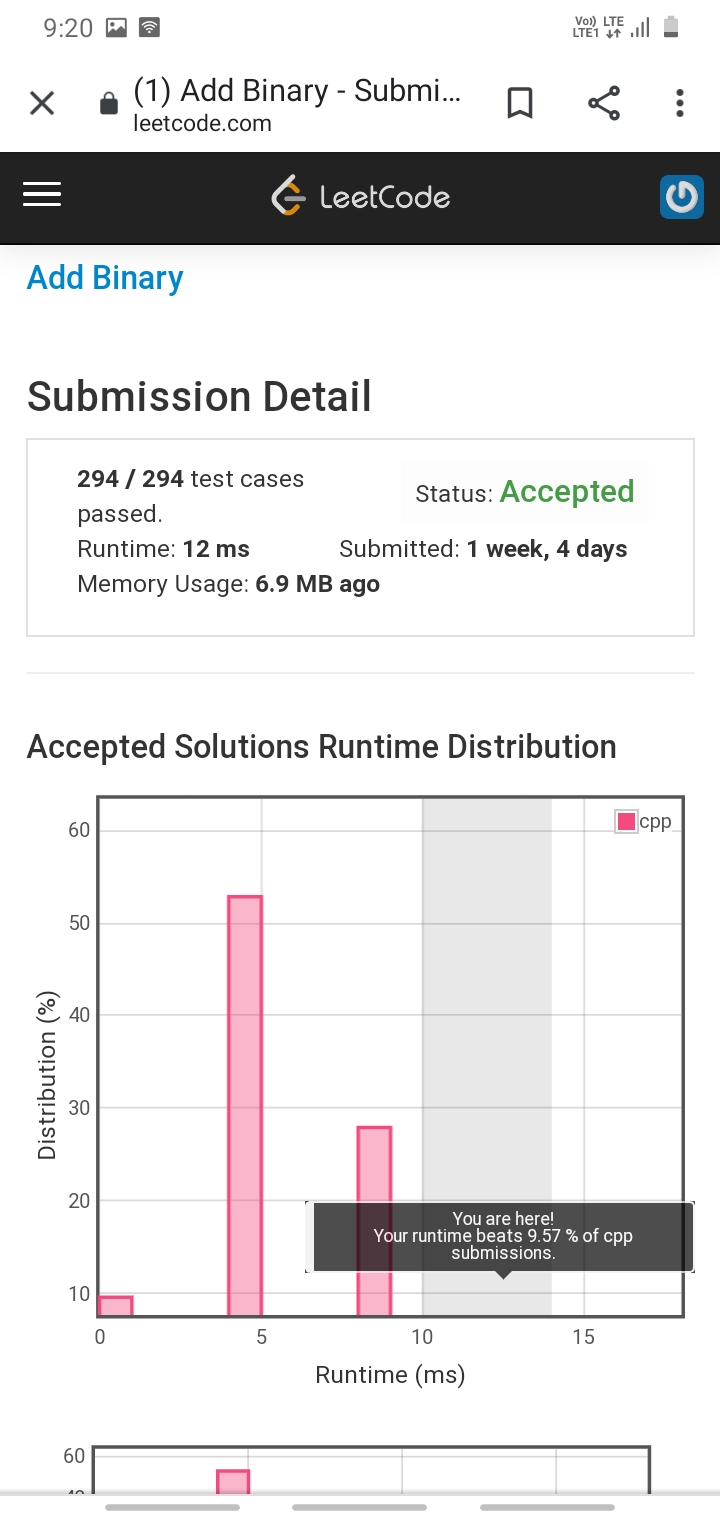 9:20
Vo)) LTE
LTE1
(1) Add Binary - Submi...
leetcode.com
LeetCode
Add Binary
Submission Detail
294 / 294 test cases
passed.
Status: Accepted
Runtime: 12 ms
Submitted: 1 week, 4 days
Memory Usage: 6.9 MB ago
Accepted Solutions Runtime Distribution
cpp
60
50
40
30
20
10
Distribution (%)
You are here!
Your runtime beats 9.57 % of cpp
submissions.
0 5 10 15
Runtime (ms)
60